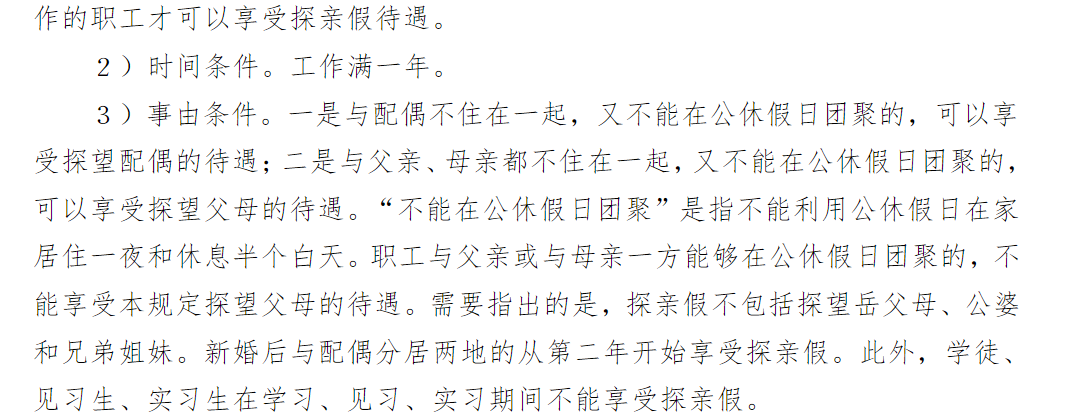 作的职工才可以享受探亲假待遇。
2）时间条件。工作满一年。
3）事由条件。一是与配偶不住在一起，又不能在公休假日团聚的，可以享
受探望配偶的待遇；二是与父亲、母亲都不住在一起，又不能在公休假日团聚的，
可以享受探望父母的待遇。“不能在公休假日团聚”是指不能利用公休假日在家
居住一夜和休息半个白天。职工与父亲或与母亲一方能够在公休假日团聚的，不
能享受本规定探望父母的待遇。需要指出的是，探亲假不包括探望岳父母、公婆
和兄弟姐妹。新婚后与配偶分居两地的从第二年开始享受探亲假。此外，学徒、
见习生、实习生在学习、见习、实习期间不能享受探亲假。